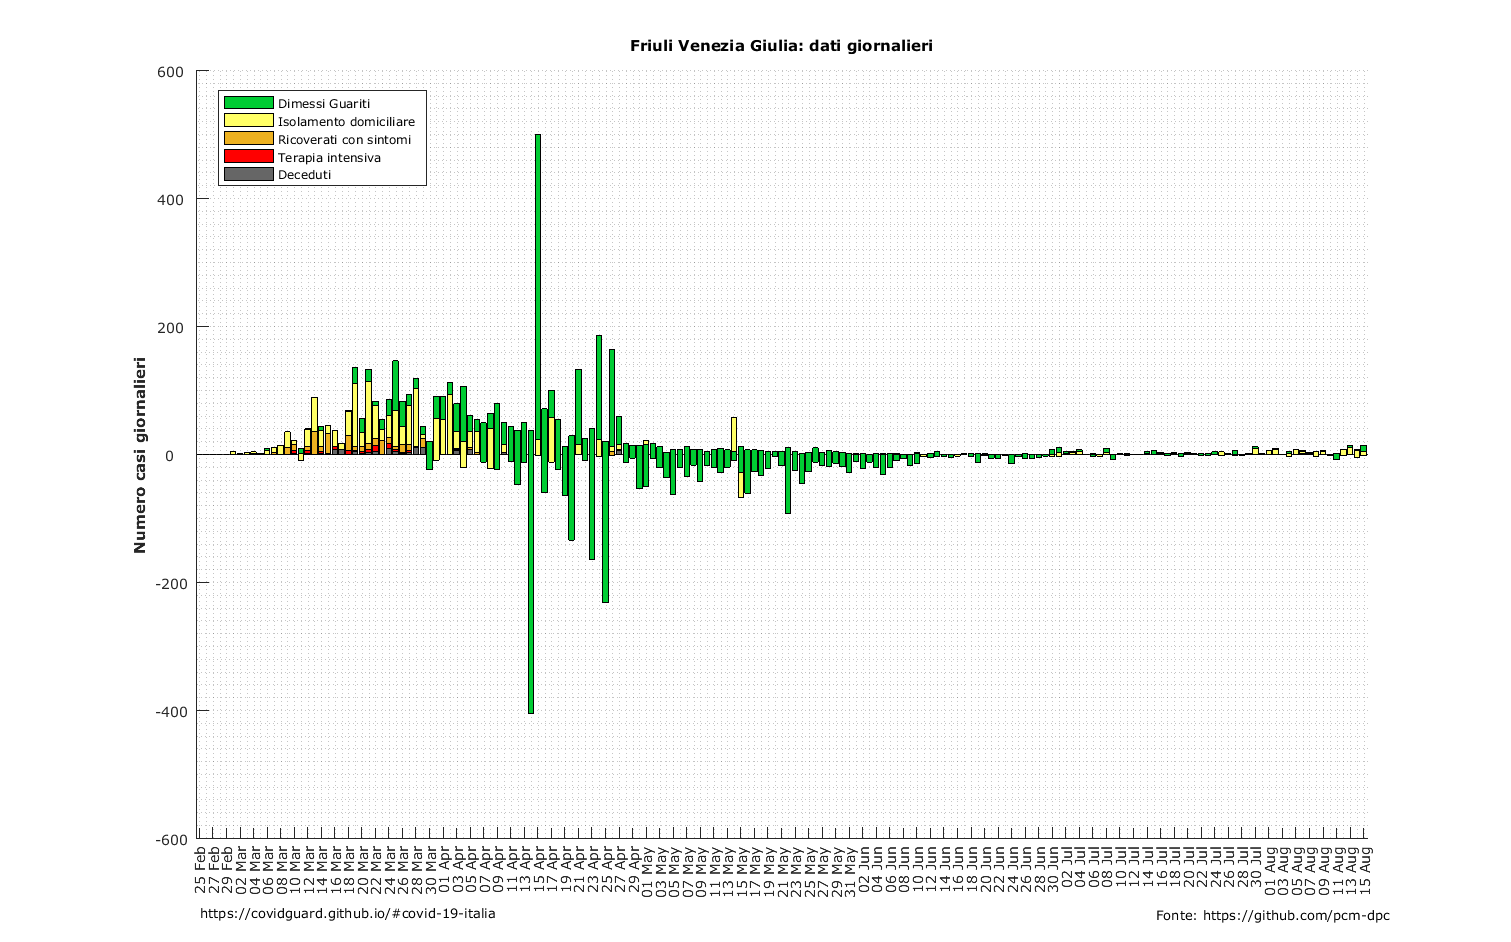 Friuli Venezia Giulia: dati giornalieri
600
400
200
0
-200
-400
-600
Numero casi giornalieri
Dimessi Guariti
Isolamento domiciliare
Ricoverati con sintomi
Terapia intensiva
Deceduti
25 Feb
27 Feb
29 Feb
02 Mar
04 Mar
06 Mar
08 Mar
10 Mar
12 Mar
14 Mar
16 Mar
18 Mar
20 Mar
22 Mar
24 Mar
26 Mar
28 Mar
30 Mar
01 Apr
03 Apr
05 Apr
07 Apr
09 Apr
11 Apr
13 Apr
15 Apr
17 Apr
19 Apr
21 Apr
23 Apr
25 Apr
27 Apr
29 Apr
01 May
03 May
05 May
07 May
09 May
11 May
13 May
15 May
17 May
19 May
21 May
23 May
25 May
27 May
29 May
31 May
02 Jun
04 Jun
06 Jun
08 Jun
10 Jun
12 Jun
14 Jun
16 Jun
18 Jun
20 Jun
22 Jun
24 Jun
26 Jun
28 Jun
30 Jun
02 Jul
04 Jul
06 Jul
08 Jul
10 Jul
12 Jul
14 Jul
16 Jul
18 Jul
20 Jul
22 Jul
24 Jul
26 Jul
28 Jul
30 Jul
01 Aug
03 Aug
05 Aug
07 Aug
09 Aug
11 Aug
13 Aug
15 Aug
https://covidguard.github.io/#covid-19-italia
Fonte: https://github.com/pcm-dpc